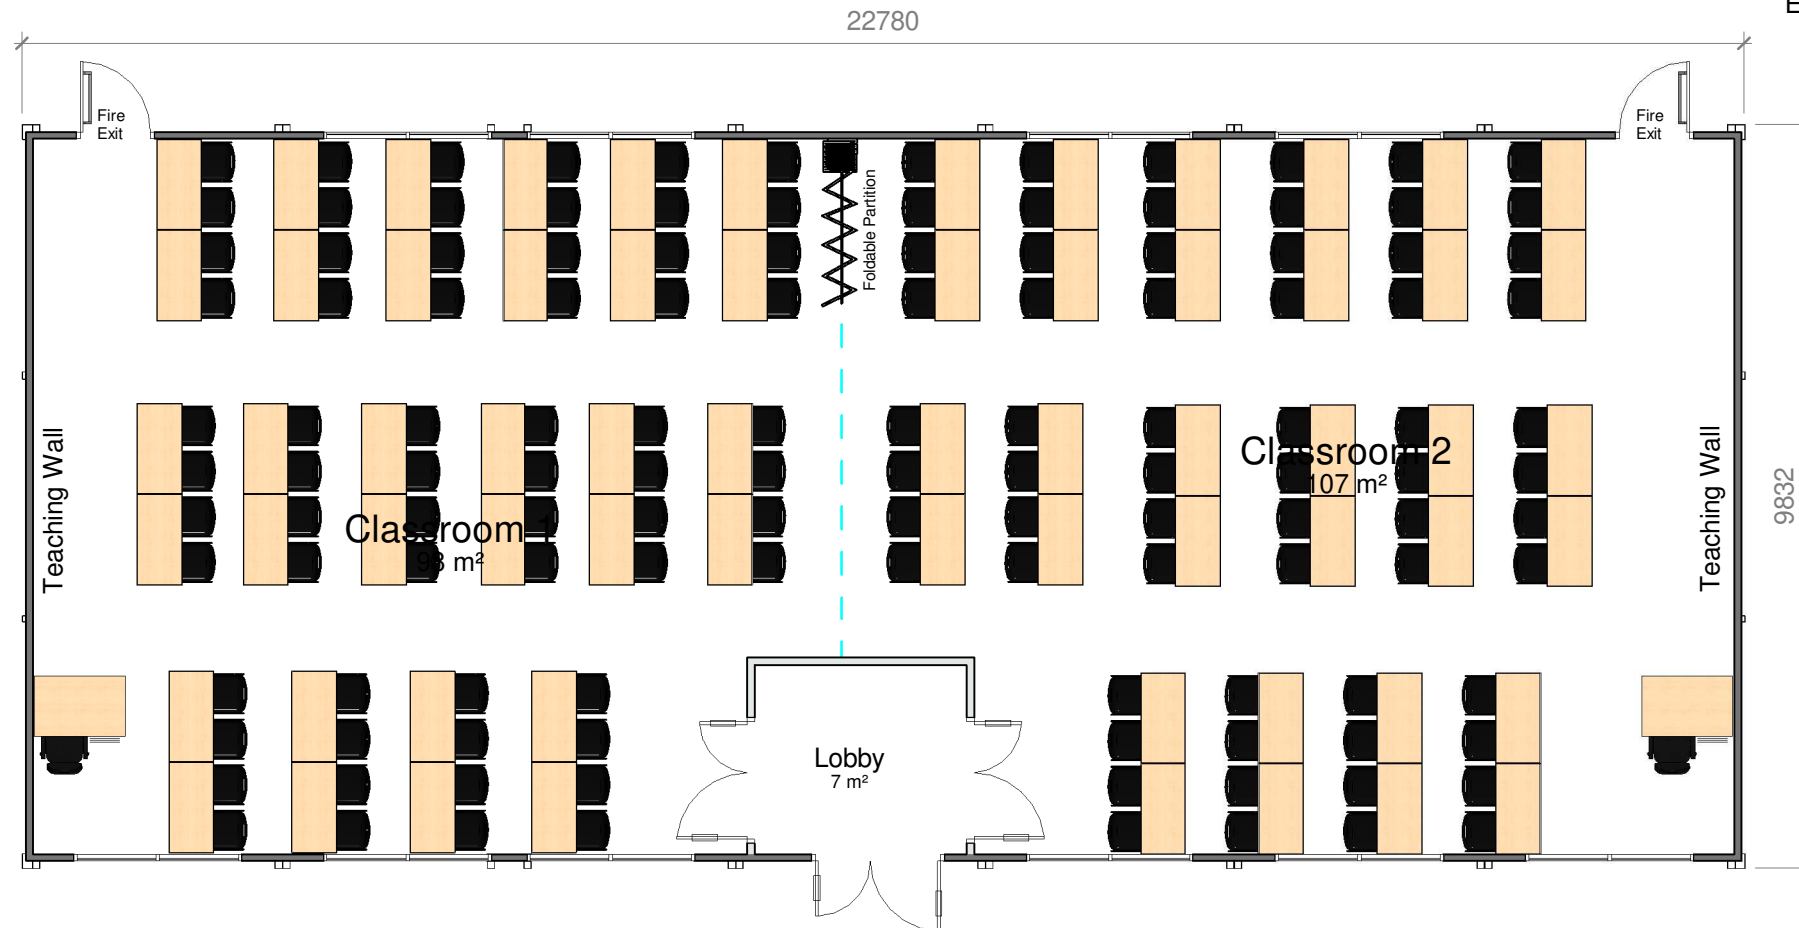 22780
E
Fire
Exit
Fire
Exit
Foldable Partition
Teaching Wall
Classroom 1
98 m²
Classroom 2
107 m²
Teaching Wall
9832
Lobby
7 m²